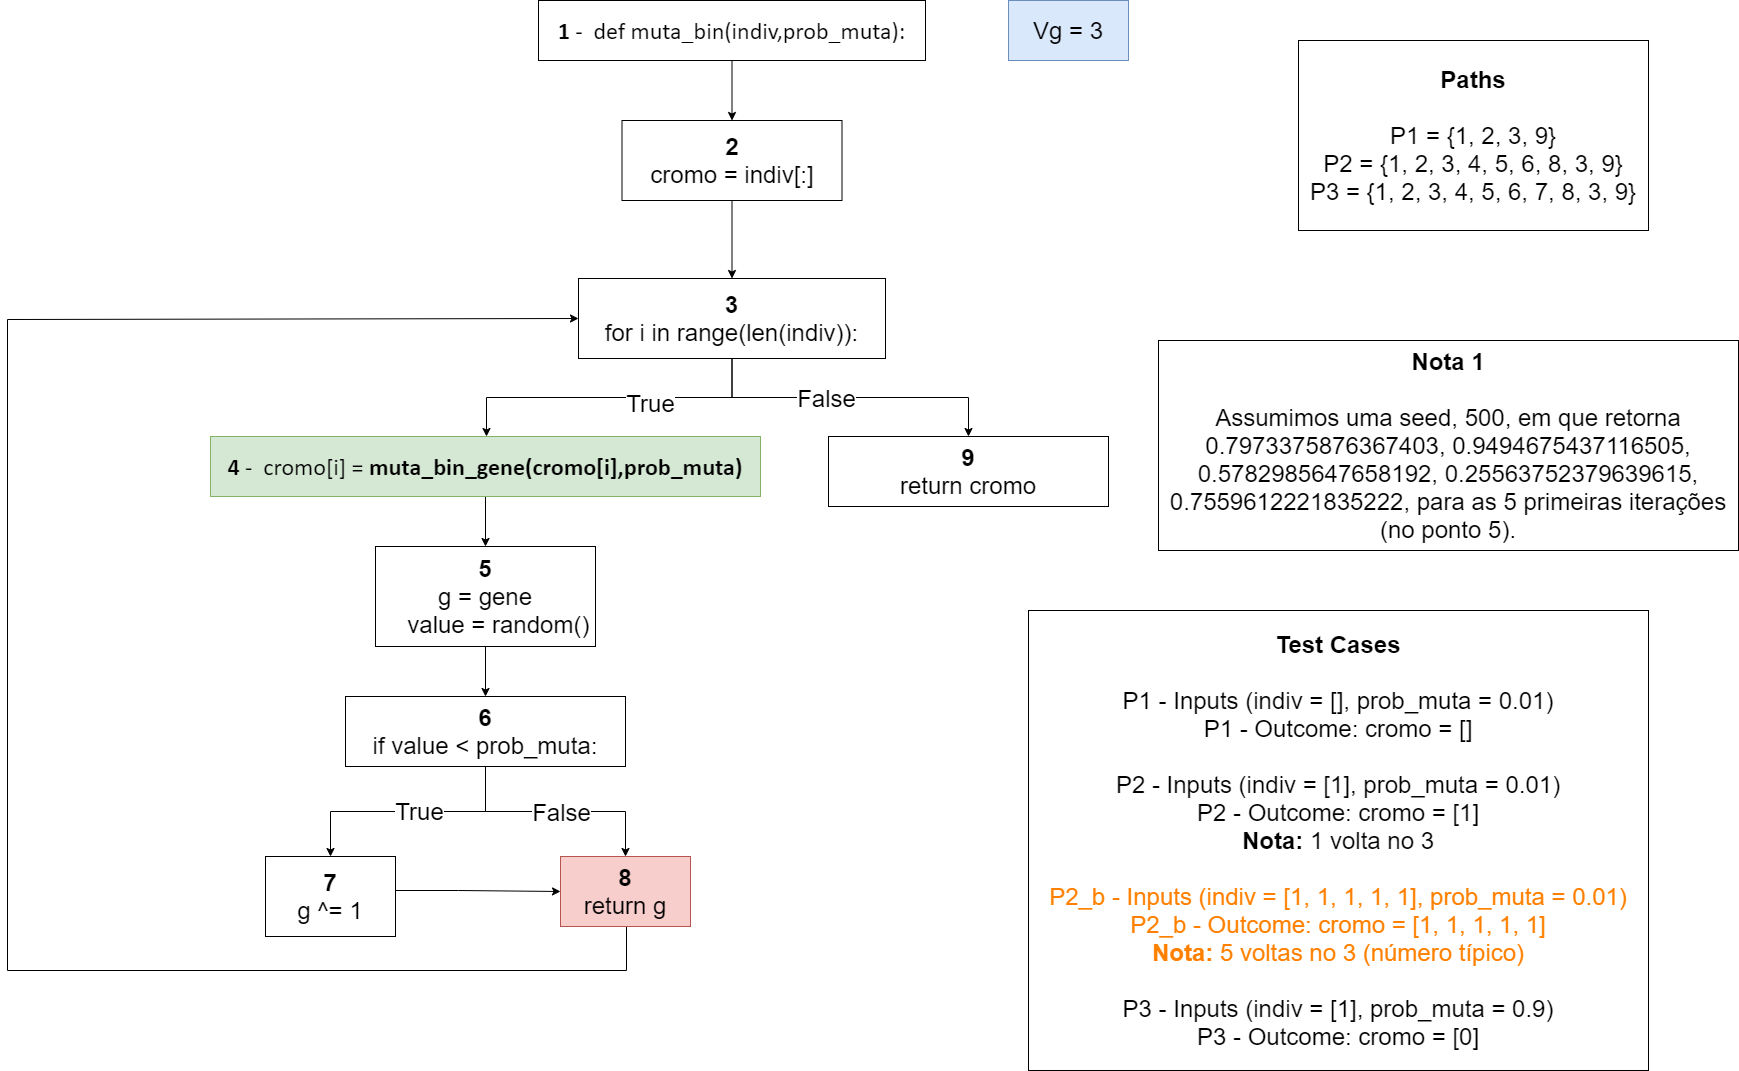 1 - def muta_bin(indiv,prob_muta):
Vg = 3
2
cromo = indiv[:]
3
for i in range(len(indiv)):
True
False
4 - cromo[i] = muta_bin_gene(cromo[i],prob_muta)
9
return cromo
5
g = gene
value = random()
6
if value < prob_muta:
True
False
7
g ^= 1
8
return g
Paths
P1 = {1, 2, 3, 9}
P2 = {1, 2, 3, 4, 5, 6, 8, 3, 9}
P3 = {1, 2, 3, 4, 5, 6, 7, 8, 3, 9}
Nota 1
Assumimos uma seed, 500, em que retorna
0.7973375876367403, 0.9494675437116505,
0.5782985647658192, 0.25563752379639615,
0.7559612221835222, para as 5 primeiras iterações
(no ponto 5).
Test Cases
P1 - Inputs (indiv = [], prob_muta = 0.01)
P1 - Outcome: cromo = []
P2 - Inputs (indiv = [1], prob_muta = 0.01)
P2 - Outcome: cromo = [1]
Nota: 1 volta no 3
P2_b - Inputs (indiv = [1, 1, 1, 1, 1], prob_muta = 0.01)
P2_b - Outcome: cromo = [1, 1, 1, 1, 1]
Nota: 5 voltas no 3 (número típico)
P3 - Inputs (indiv = [1], prob_muta = 0.9)
P3 - Outcome: cromo = [0]